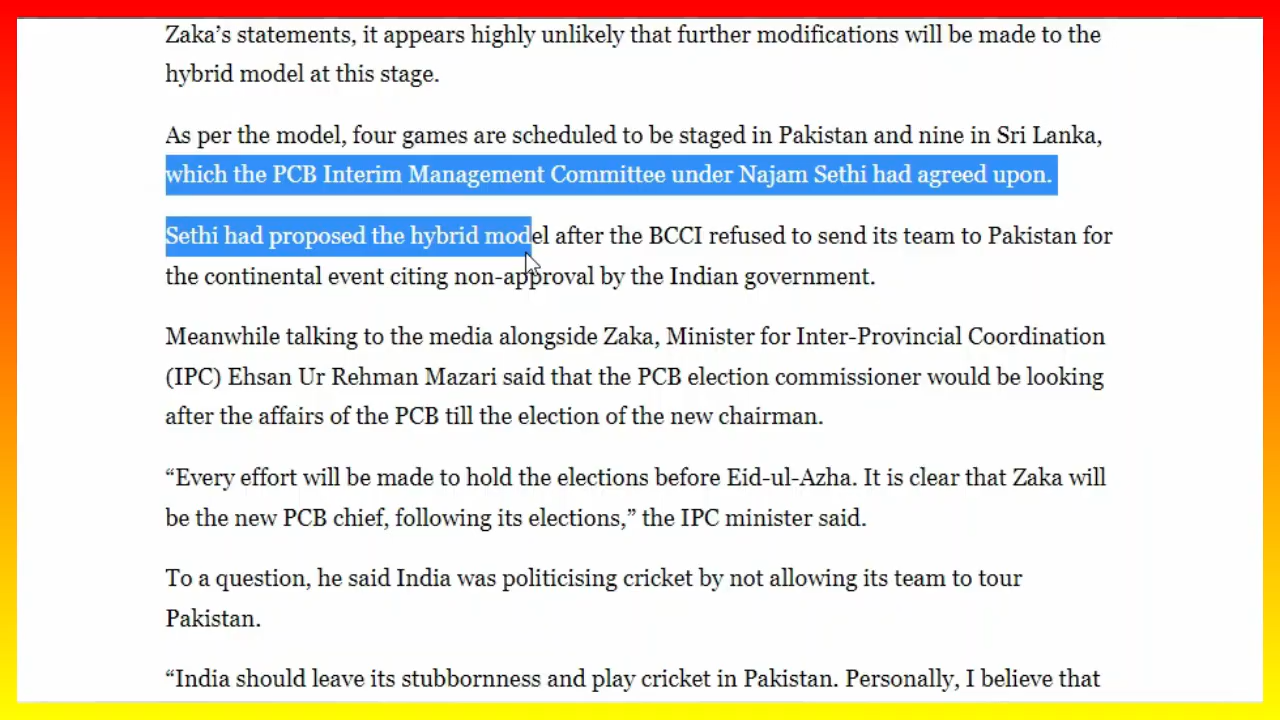 Zaka’s statements, it appears highly unlikely that further modifications will be made to the
hybrid model at this stage.
As per the model, four games are scheduled to be staged in Pakistan and nine in Sri Lanka,
which the PCB Interim Management Committee under Najam Sethi had agreed upon.
Sethi had proposed the hybrid model after the BCCI refused to send its team to Pakistan for
the continental event citing non-approval by the Indian government.
Meanwhile talking to the media alongside Zaka, Minister for Inter-Provincial Coordination
(IPC) Ehsan Ur Rehman Mazari said that the PCB election commissioner would be looking
after the affairs of the PCB till the election of the new chairman.
“Every effort will be made to hold the elections before Eid-ul-Azha. It is clear that Zaka will
be the new PCB chief, following its elections,” the IPC minister said.
To a question, he said India was politicising cricket by not allowing its team to tour
Pakistan.
“India should leave its stubbornness and play cricket in Pakistan. Personally, I believe that